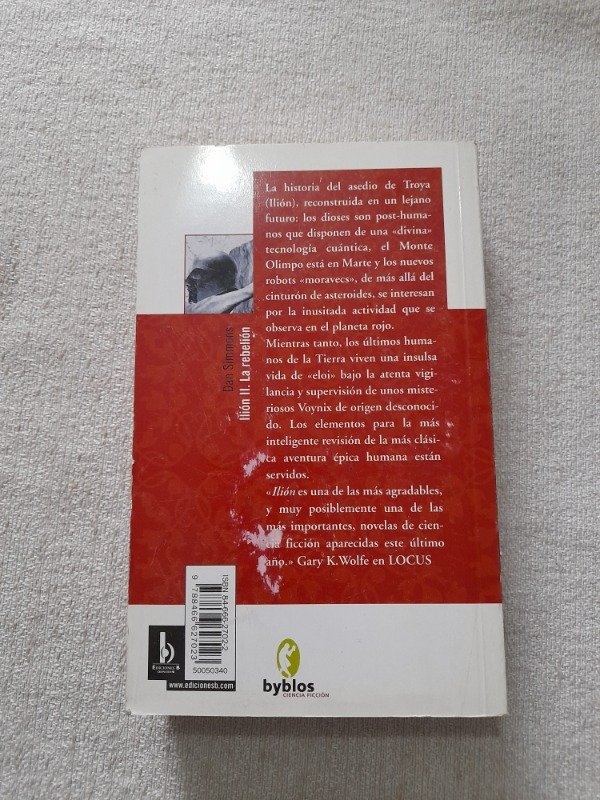 La historia del asedio de Troya
(Ilión), reconstruida en un lejano
futuro: los dioses son post-huma-
nos que disponen de una «divina»
tecnología cuántica, el Monte
Olimpo está en Marte y los nuevos
robots «moravecs», de más allá del
cinturón de asteroides, se interesan
por la inusitada actividad que se
observa en el planeta rojo.
Mientras tanto, los últimos huma-
nos de la Tierra viven una insulsa
vida de «eloi» bajo la atenta vigi-
lancia y supervisión de unos miste-
riosos Voynix de origen desconoci-
do. Los elementos para la más
inteligente revisión de la más clási-
ca aventura épica humana están
servidos.
«Ilión es una de las más agradables,
y muy posiblemente una de las
más importantes, novelas de cien-
cia ficción aparecidas este último
año.» Gary K.Wolfe en LOCUS
Dan Simmons
Ilión II. La rebelión
ISBN 84-666-2702-2
9 788466 627023
50050340
b
EDICIONES B
www.edicionesb.com
byblos
CIENCIA FICCIÓN